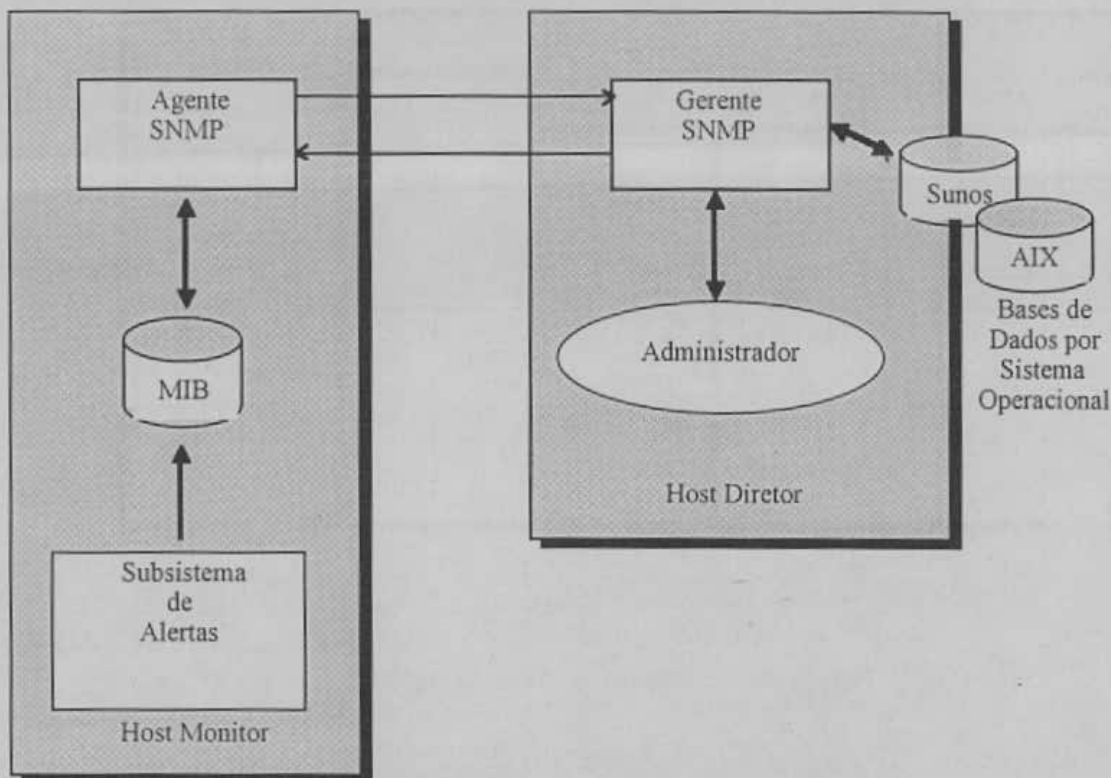 Agente
SNMP
MIB
Subsistema
de
Alertas
Host Monitor
Gerente
SNMP
Administrador
Host Diretor
Sunos
AIX
Bases de
Dados por
Sistema
Operacional